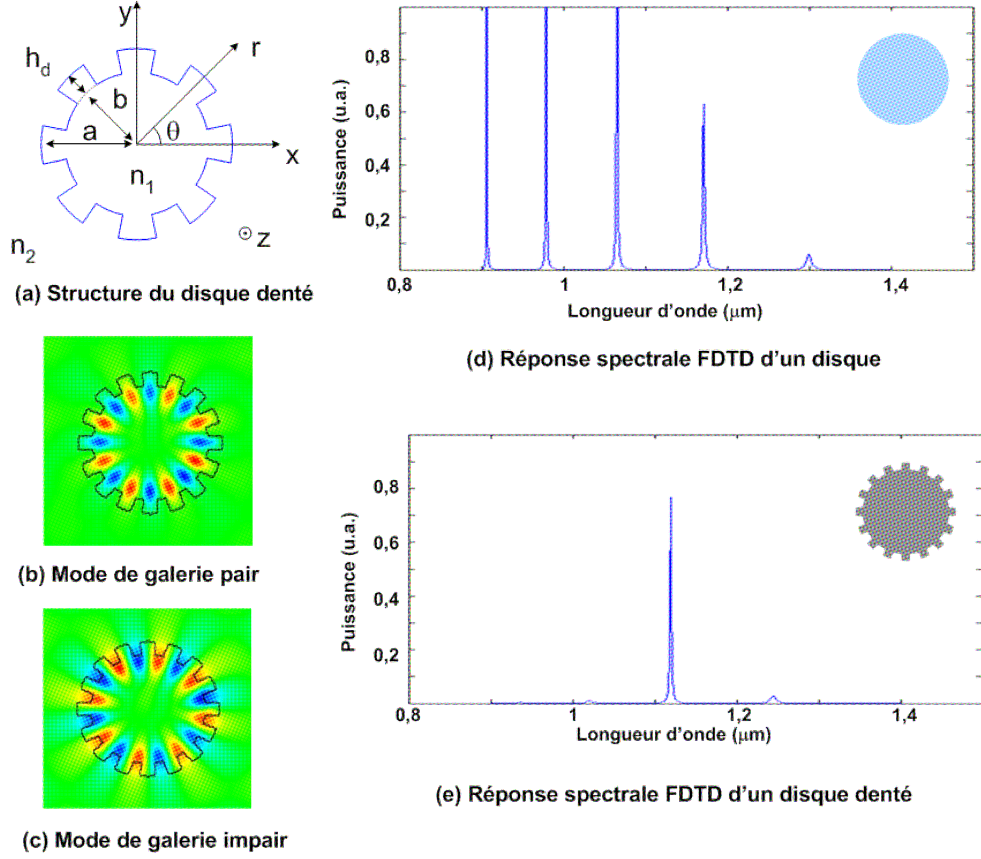 y
r
h_d
b
a
θ
x
n_1
n_2
z
(a) Structure du disque denté
(b) Mode de galerie pair
(c) Mode de galerie impair
Puissance (u.a.)
0,8
0,6
0,4
0,2
0,8 1 1,2 1,4
Longueur d'onde (μm)
(d) Réponse spectrale FDTD d'un disque
Puissance (u.a.)
0,8
0,6
0,4
0,2
0,8 1 1,2 1,4
Longueur d'onde (μm)
(e) Réponse spectrale FDTD d'un disque denté